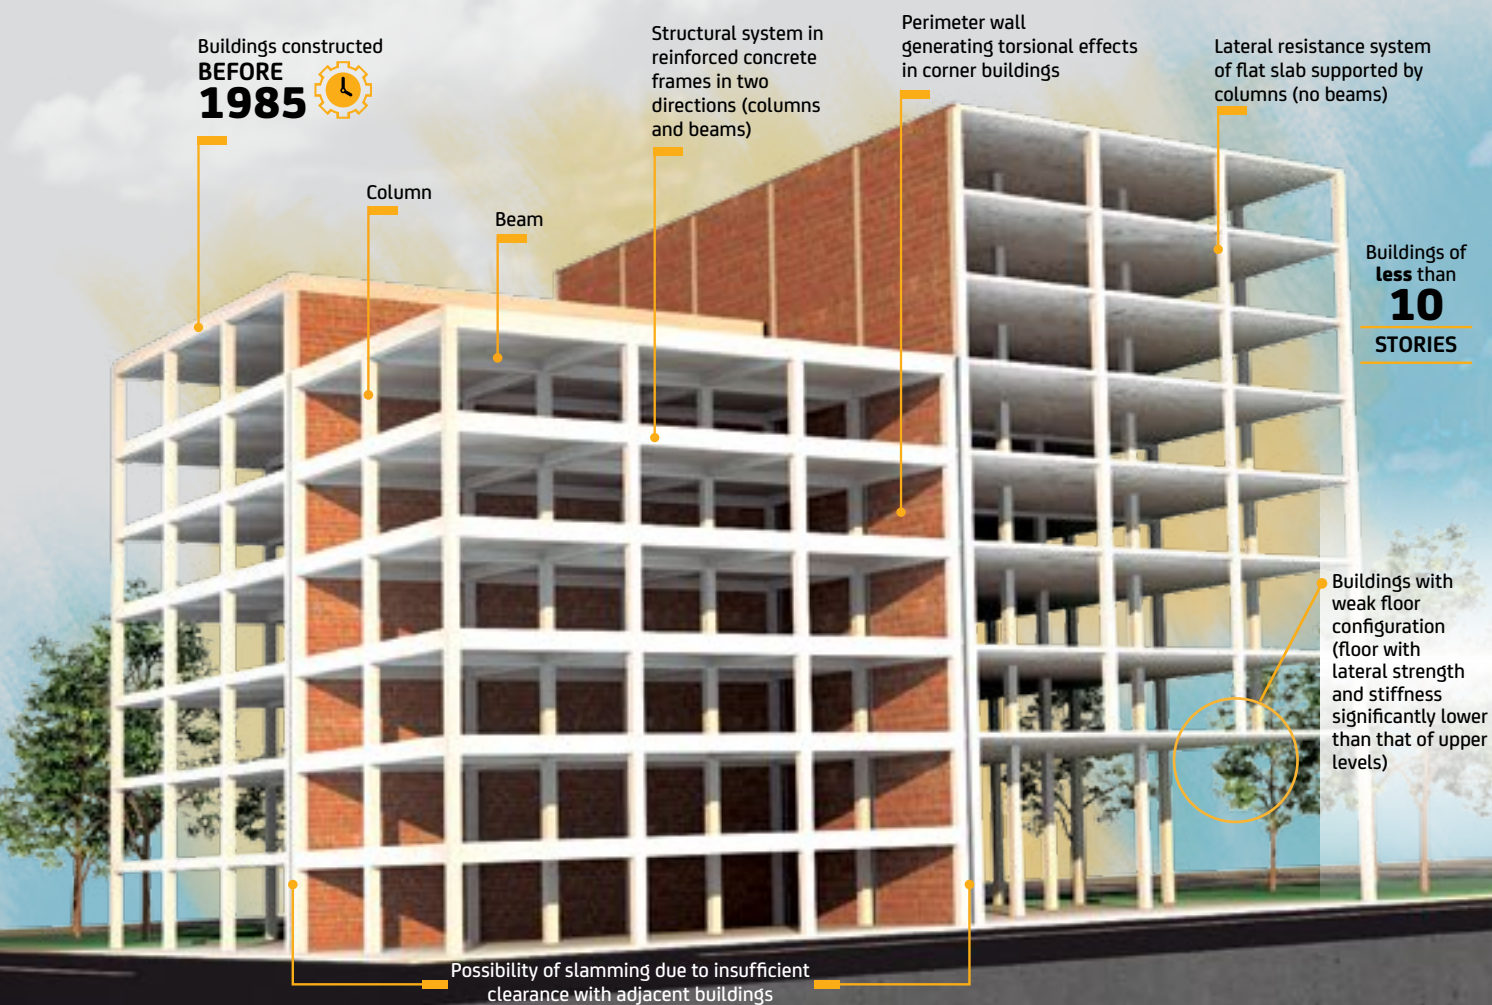 Buildings constructed
BEFORE
1985
Column
Beam
Structural system in
reinforced concrete
frames in two
directions (columns
and beams)
Perimeter wall
generating torsional effects
in corner buildings
Lateral resistance system
of flat slab supported by
columns (no beams)
Buildings of
less than
10
STORIES
Buildings with
weak floor
configuration
(floor with
lateral strength
and stiffness
significantly lower
than that of upper
levels)
Possibility of slamming due to insufficient
clearance with adjacent buildings